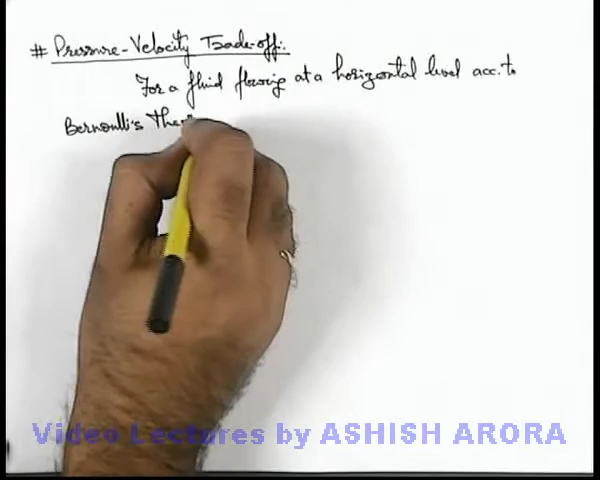 # Pressure-Velocity Trade-off:
For a fluid flowing at a horizontal level acc. to
Bernoulli's
Video Lectures by ASHISH ARORA